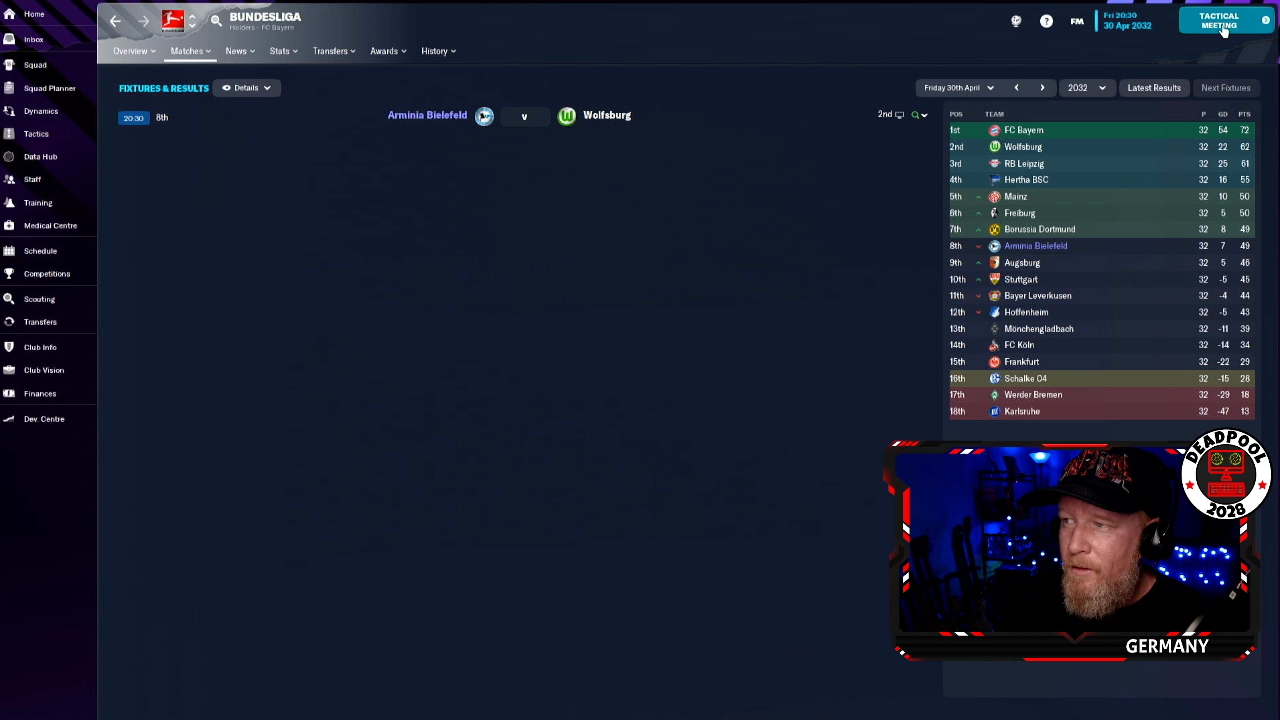 Home
BUNDESLIGA
Holders - FC Bayern
FM
Fri 20:30
30 Apr 2032
TACTICAL
MEETING
Inbox
Squad
Squad Planner
Dynamics
Tactics
Data Hub
Staff
Training
Medical Centre
Schedule
Competitions
Scouting
Transfers
Club Info
Club Vision
Finances
Dev. Centre
Overview Matches News Stats Transfers Awards History
FIXTURES & RESULTS Details
Friday 30th April 2032 Latest Results Next Fixtures
20:30 8th Arminia Bielefeld v Wolfsburg 2nd
POS TEAM P GD PTS
1st FC Bayern 32 54 72
2nd Wolfsburg 32 22 62
3rd RB Leipzig 32 25 61
4th Hertha BSC 32 16 55
5th Mainz 32 10 50
6th Freiburg 32 5 50
7th Borussia Dortmund 32 8 49
8th Arminia Bielefeld 32 7 49
9th Augsburg 32 5 46
10th Stuttgart 32 -5 45
11th Bayer Leverkusen 32 -4 44
12th Hoffenheim 32 -5 43
13th Mönchengladbach 32 -11 39
14th FC Köln 32 -14 34
15th Frankfurt 32 -22 29
16th Schalke 04 32 -15 28
17th Werder Bremen 32 -29 18
18th Karlsruhe 32 -47 13
DEADPOOL
2028
GERMANY